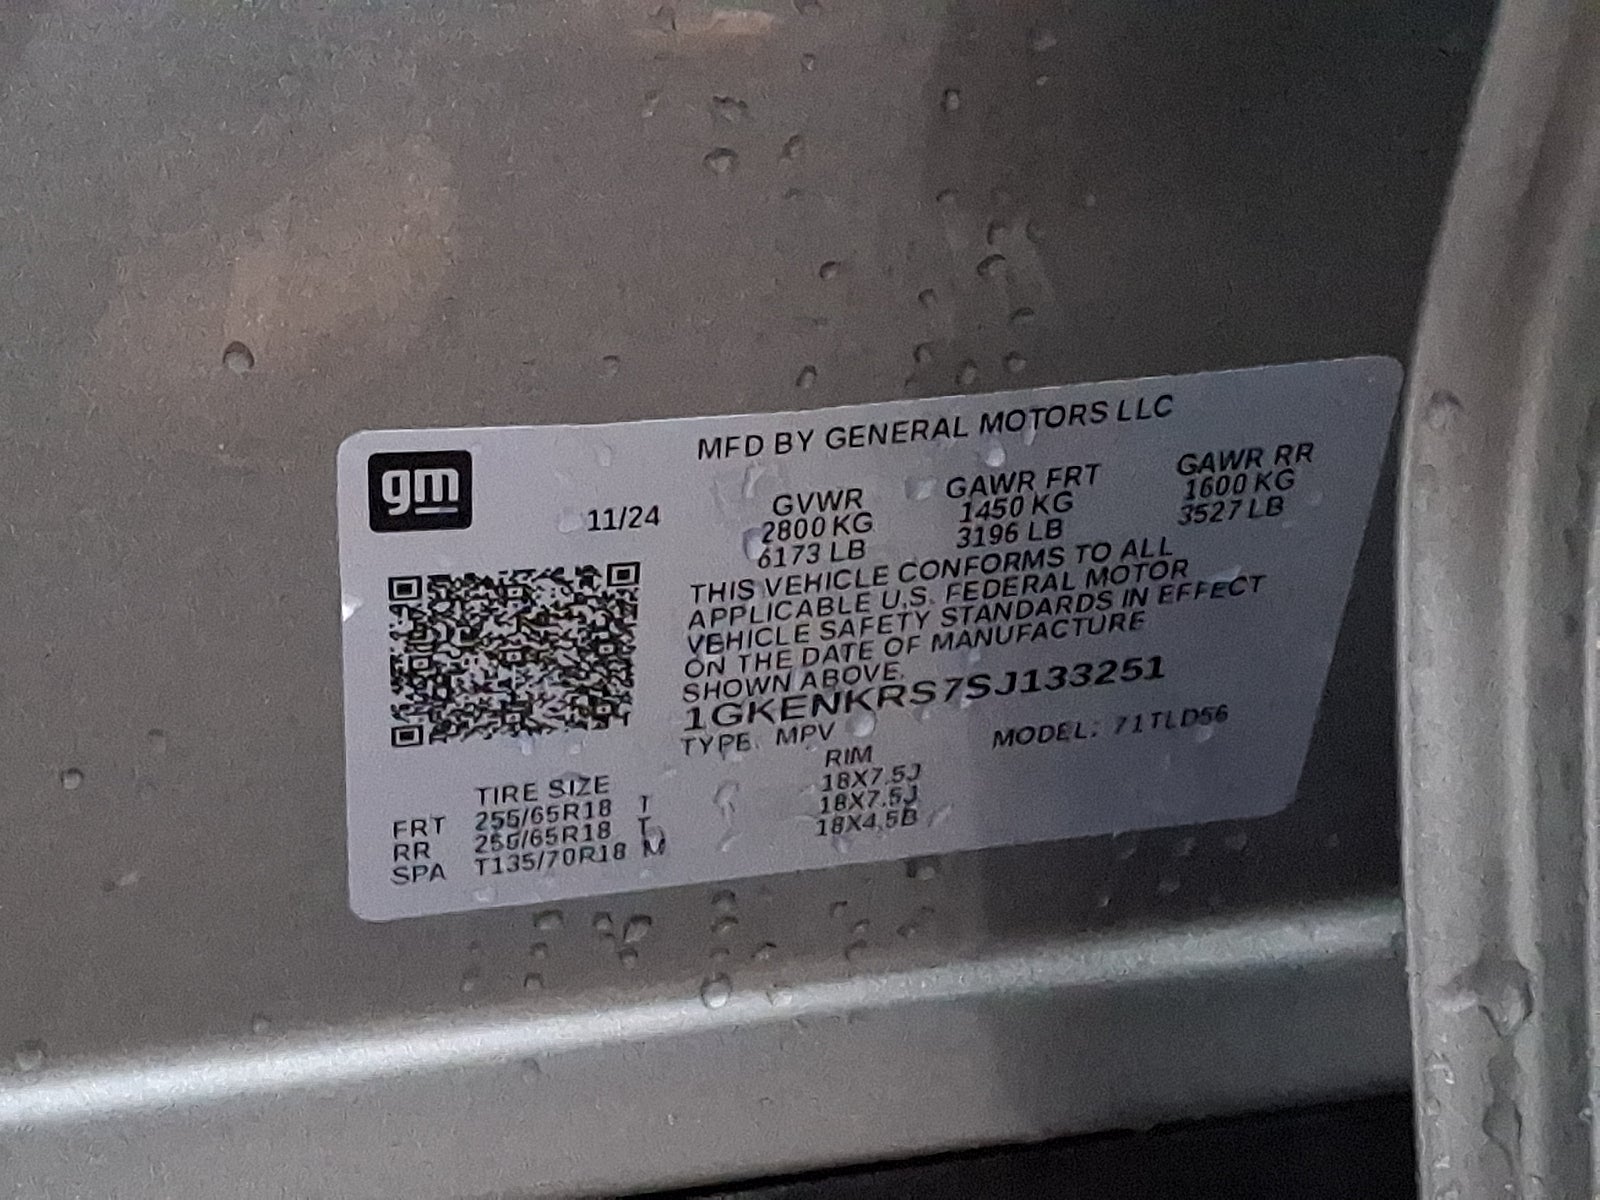 gm
MFD BY GENERAL MOTORS LLC
11/24
GVWR GAWR FRT GAWR RR
2800 KG 1450 KG 1600 KG
6173 LB 3196 LB 3527 LB
THIS VEHICLE CONFORMS TO ALL
APPLICABLE U.S. FEDERAL MOTOR
VEHICLE SAFETY STANDARDS IN EFFECT
ON THE DATE OF MANUFACTURE
SHOWN ABOVE.
1GKENKRS7SJ133251
TYPE: MPV MODEL: 71TLD56
TIRE SIZE RIM
FRT 255/65R18 T 18X7.5J
RR 255/65R18 T 18X7.5J
SPA T135/70R18 M 18X4.5B